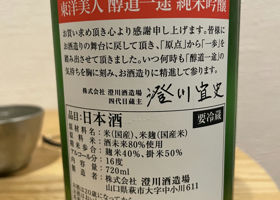 東洋美人 醇道一途 純米吟醸
お買い求め頂き心より感謝申し上げます。皆様に
お酒造りの舞台に戻して頂き、「原点」から「一歩」を
踏み出させて頂きました。いつ何時も「醇道一途」の
気持ちを胸に刻み、お酒造りに精進して参ります。
株式会社 澄川酒造場
四代目蔵主
澄川宜史
品目:日本酒
要冷蔵
原材料名 米(国産)、米麹(国産米)
原料米 酒未来80%使用
精米歩合 麹米40%、掛米50%
アルコール分 16度
内容量 720ml
製造者 株式会社 澄川酒造場
山口県萩市大字中小川611